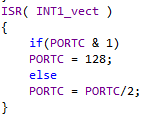 ISR( INT1_vect )
{
if(PORTC & 1)
PORTC = 128;
else
PORTC = PORTC/2;
}